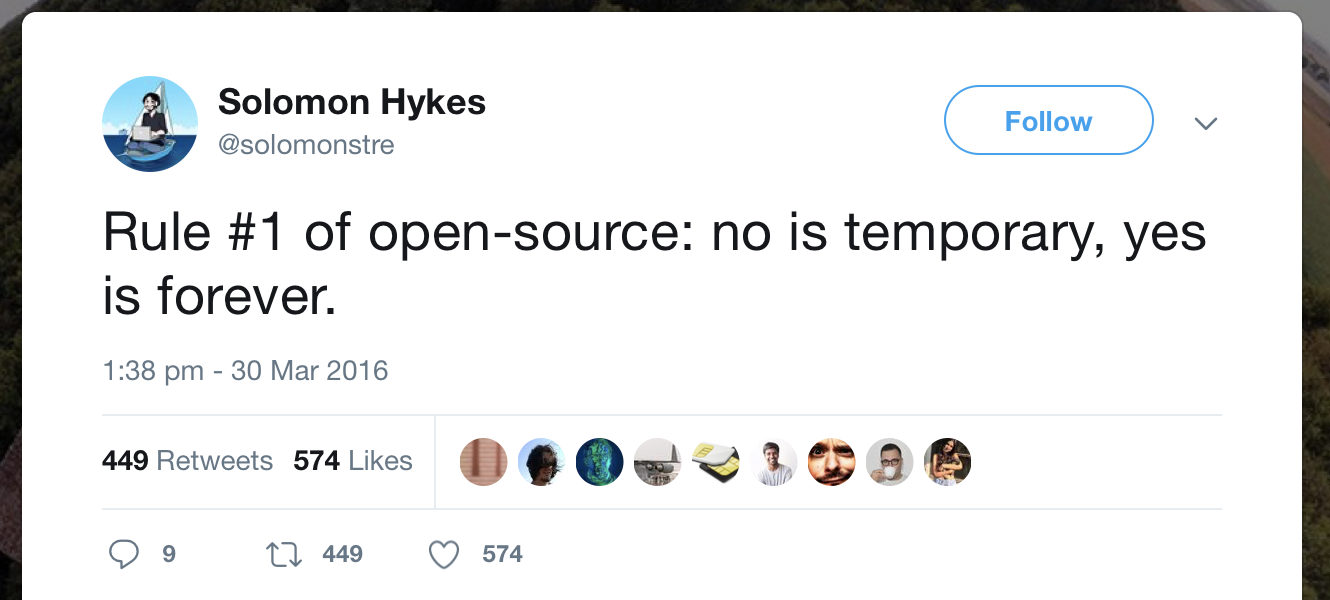 Solomon Hykes
@solomonstre
Follow
Rule #1 of open-source: no is temporary, yes
is forever.
1:38 pm - 30 Mar 2016
449 Retweets 574 Likes
9 449 574